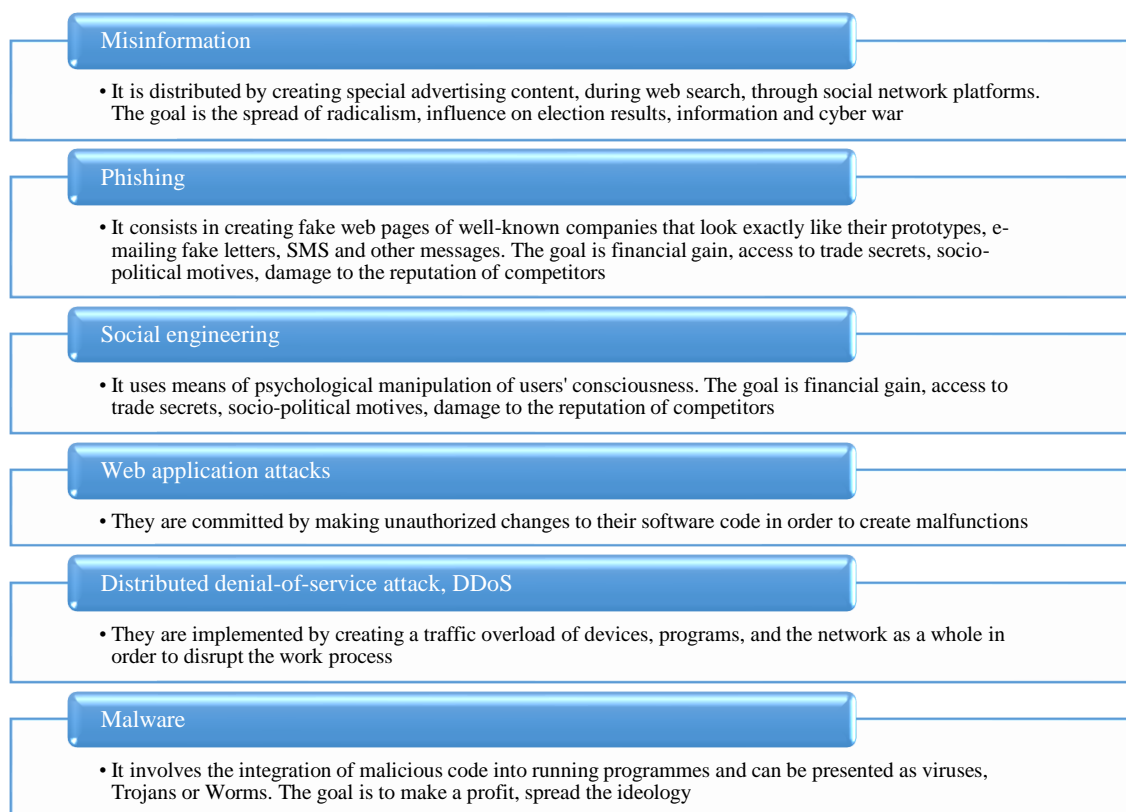 Misinformation
• It is distributed by creating special advertising content, during web search, through social network platforms.
The goal is the spread of radicalism, influence on election results, information and cyber war
Phishing
• It consists in creating fake web pages of well-known companies that look exactly like their prototypes, e-
mailing fake letters, SMS and other messages. The goal is financial gain, access to trade secrets, socio-
political motives, damage to the reputation of competitors
Social engineering
• It uses means of psychological manipulation of users' consciousness. The goal is financial gain, access to
trade secrets, socio-political motives, damage to the reputation of competitors
Web application attacks
• They are committed by making unauthorized changes to their software code in order to create malfunctions
Distributed denial-of-service attack, DDoS
• They are implemented by creating a traffic overload of devices, programs, and the network as a whole in
order to disrupt the work process
Malware
• It involves the integration of malicious code into running programmes and can be presented as viruses,
Trojans or Worms. The goal is to make a profit, spread the ideology